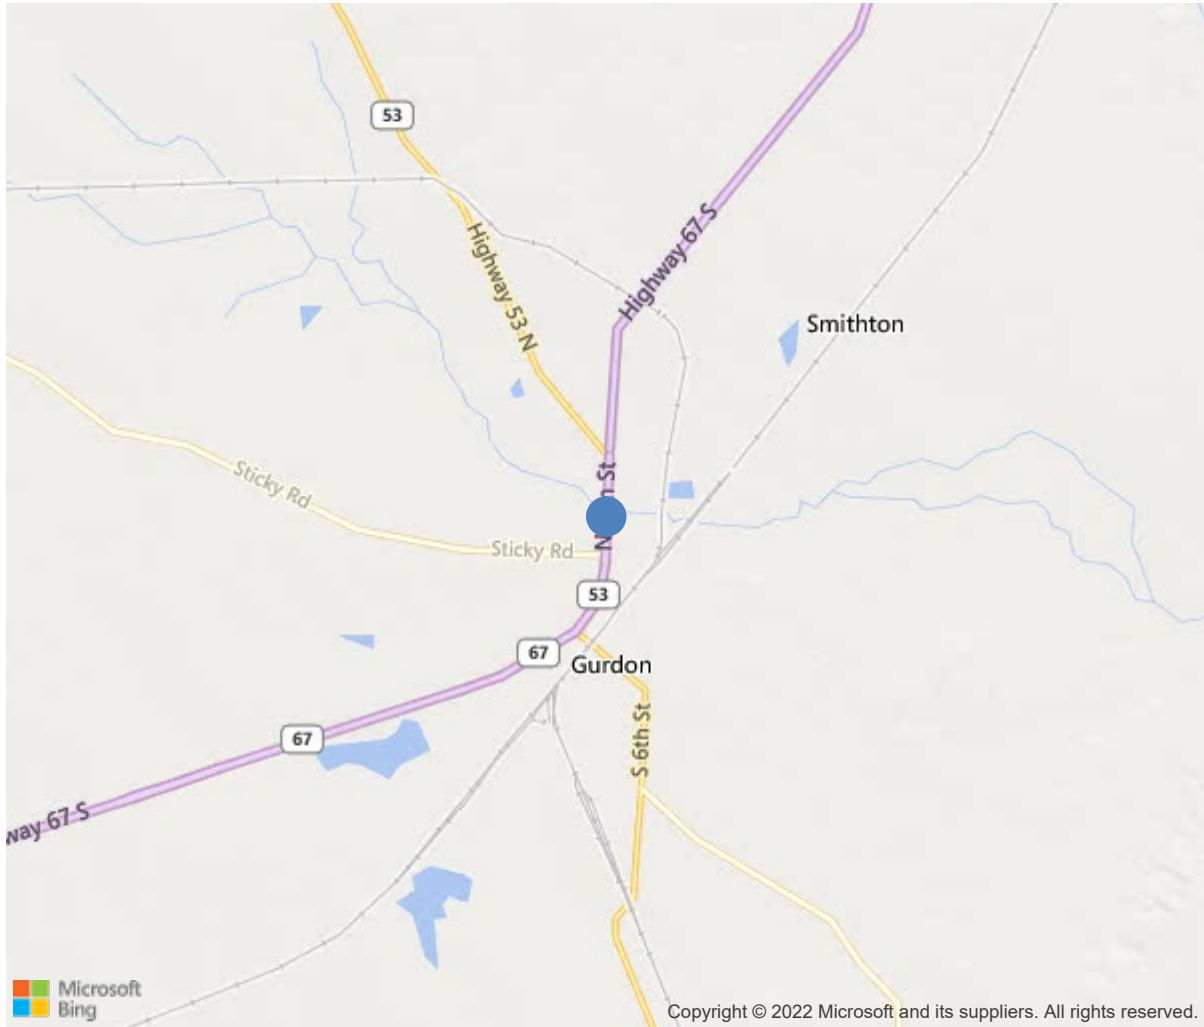 53
Highway 53 N
Highway 67 S
Smithton
Sticky Rd
St
Sticky Rd
53
67
Gurdon
67
S 6th St
way 67 S
Microsoft
Bing
Copyright © 2022 Microsoft and its suppliers. All rights reserved.